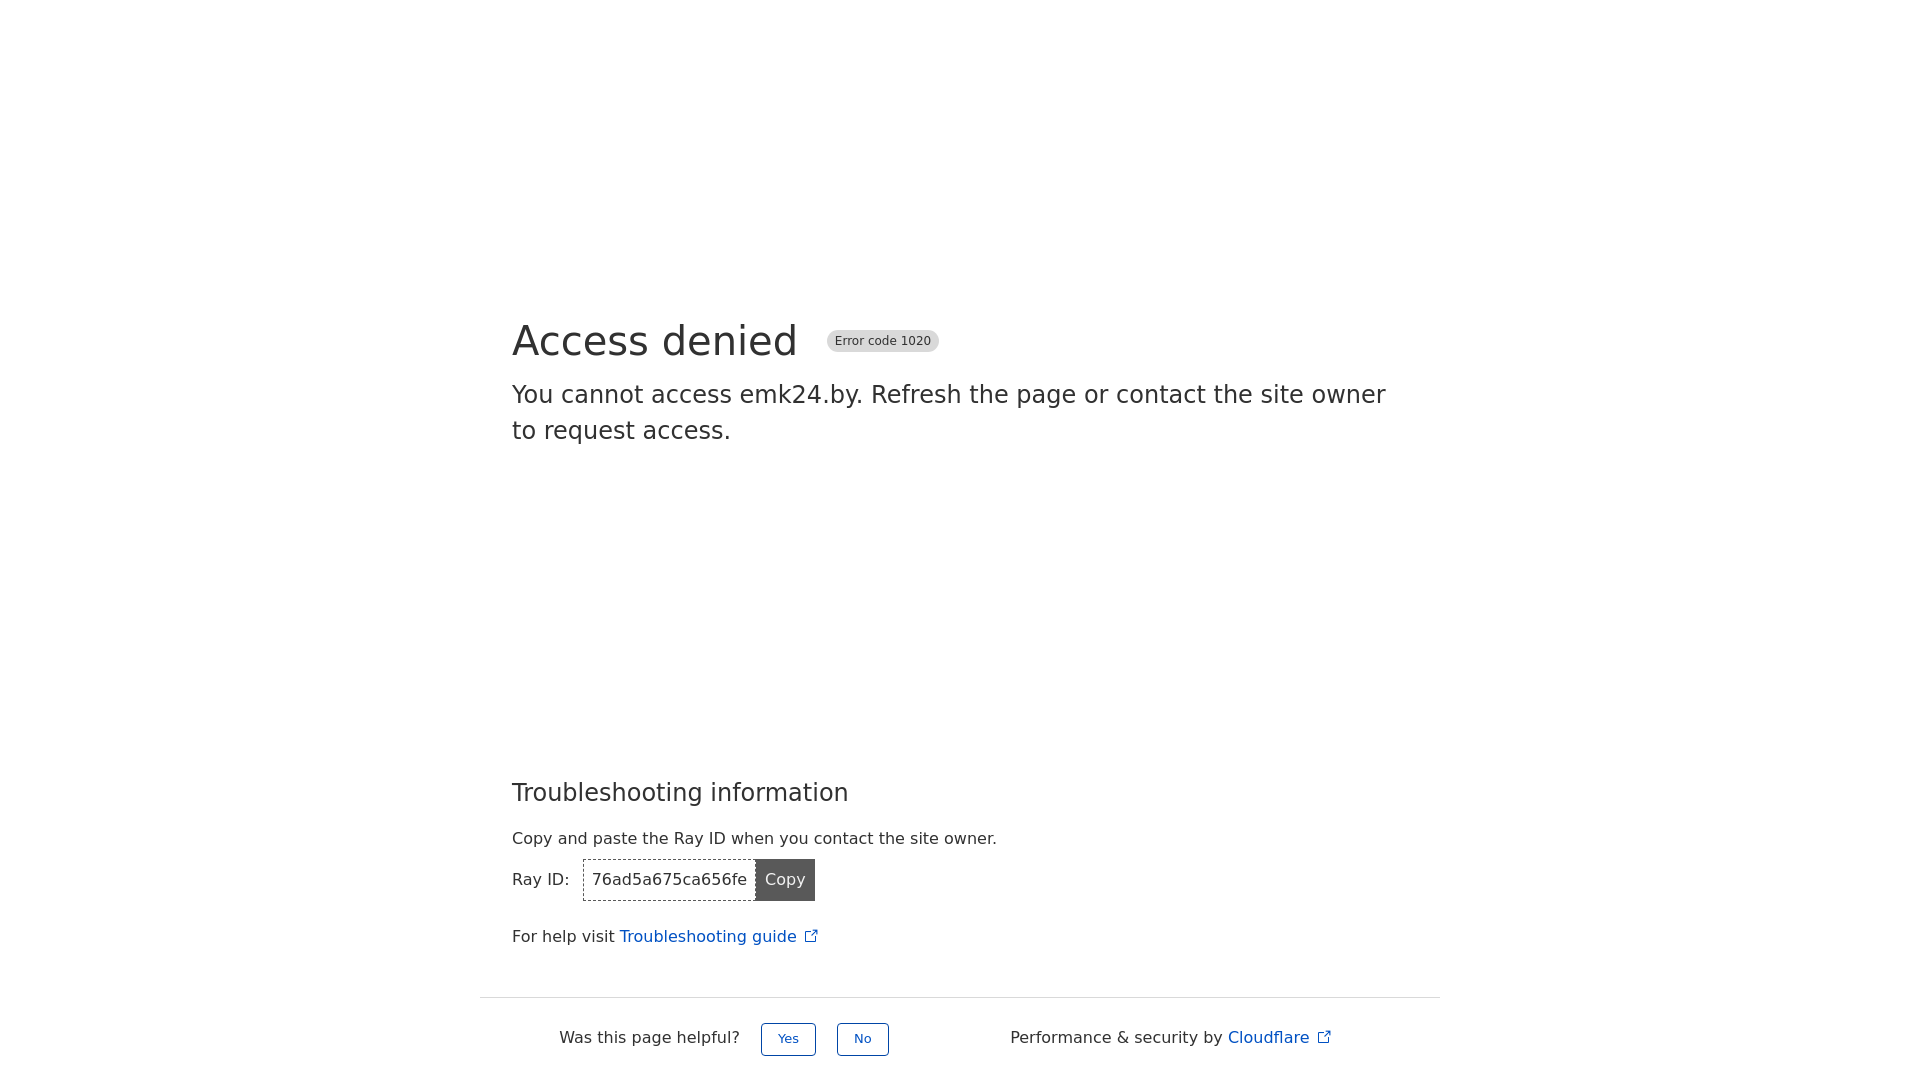 Access denied Error code 1020
You cannot access emk24.by. Refresh the page or contact the site owner
to request access.
Troubleshooting information
Copy and paste the Ray ID when you contact the site owner.
Ray ID: 76ad5a675ca656fe Copy
For help visit Troubleshooting guide
Was this page helpful? Yes No Performance & security by Cloudflare